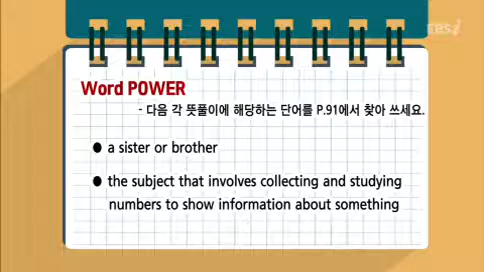 EBSi
Word POWER
- 다음 각 뜻풀이에 해당하는 단어를 P.91에서 찾아 쓰세요.
● a sister or brother
● the subject that involves collecting and studying
numbers to show information about something